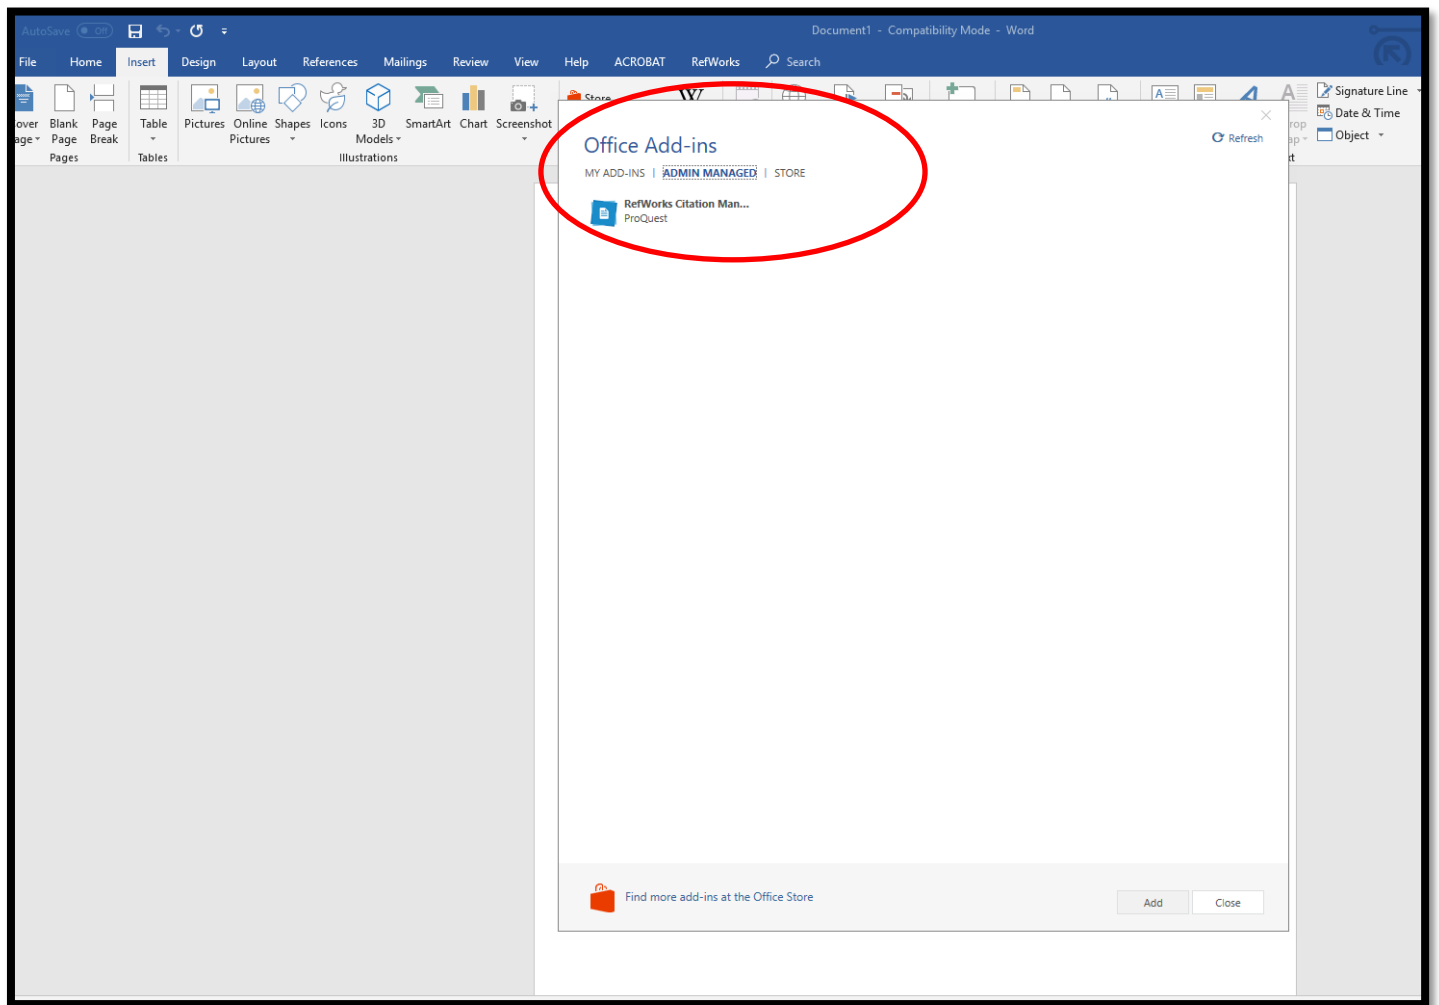 AutoSave Off Document1 - Compatibility Mode - Word
File Home Insert Design Layout References Mailings Review View Help ACROBAT RefWorks Search
Store W A A Signature Line
Blank Page Table Pictures Online Shapes Icons 3D SmartArt Chart Screenshot Date & Time
Page Break Pictures Models Object
Pages Tables Illustrations
Office Add-ins
Refresh
MY ADD-INS | ADMIN MANAGED | STORE
RefWorks Citation Man...
ProQuest
Find more add-ins at the Office Store
Add Close